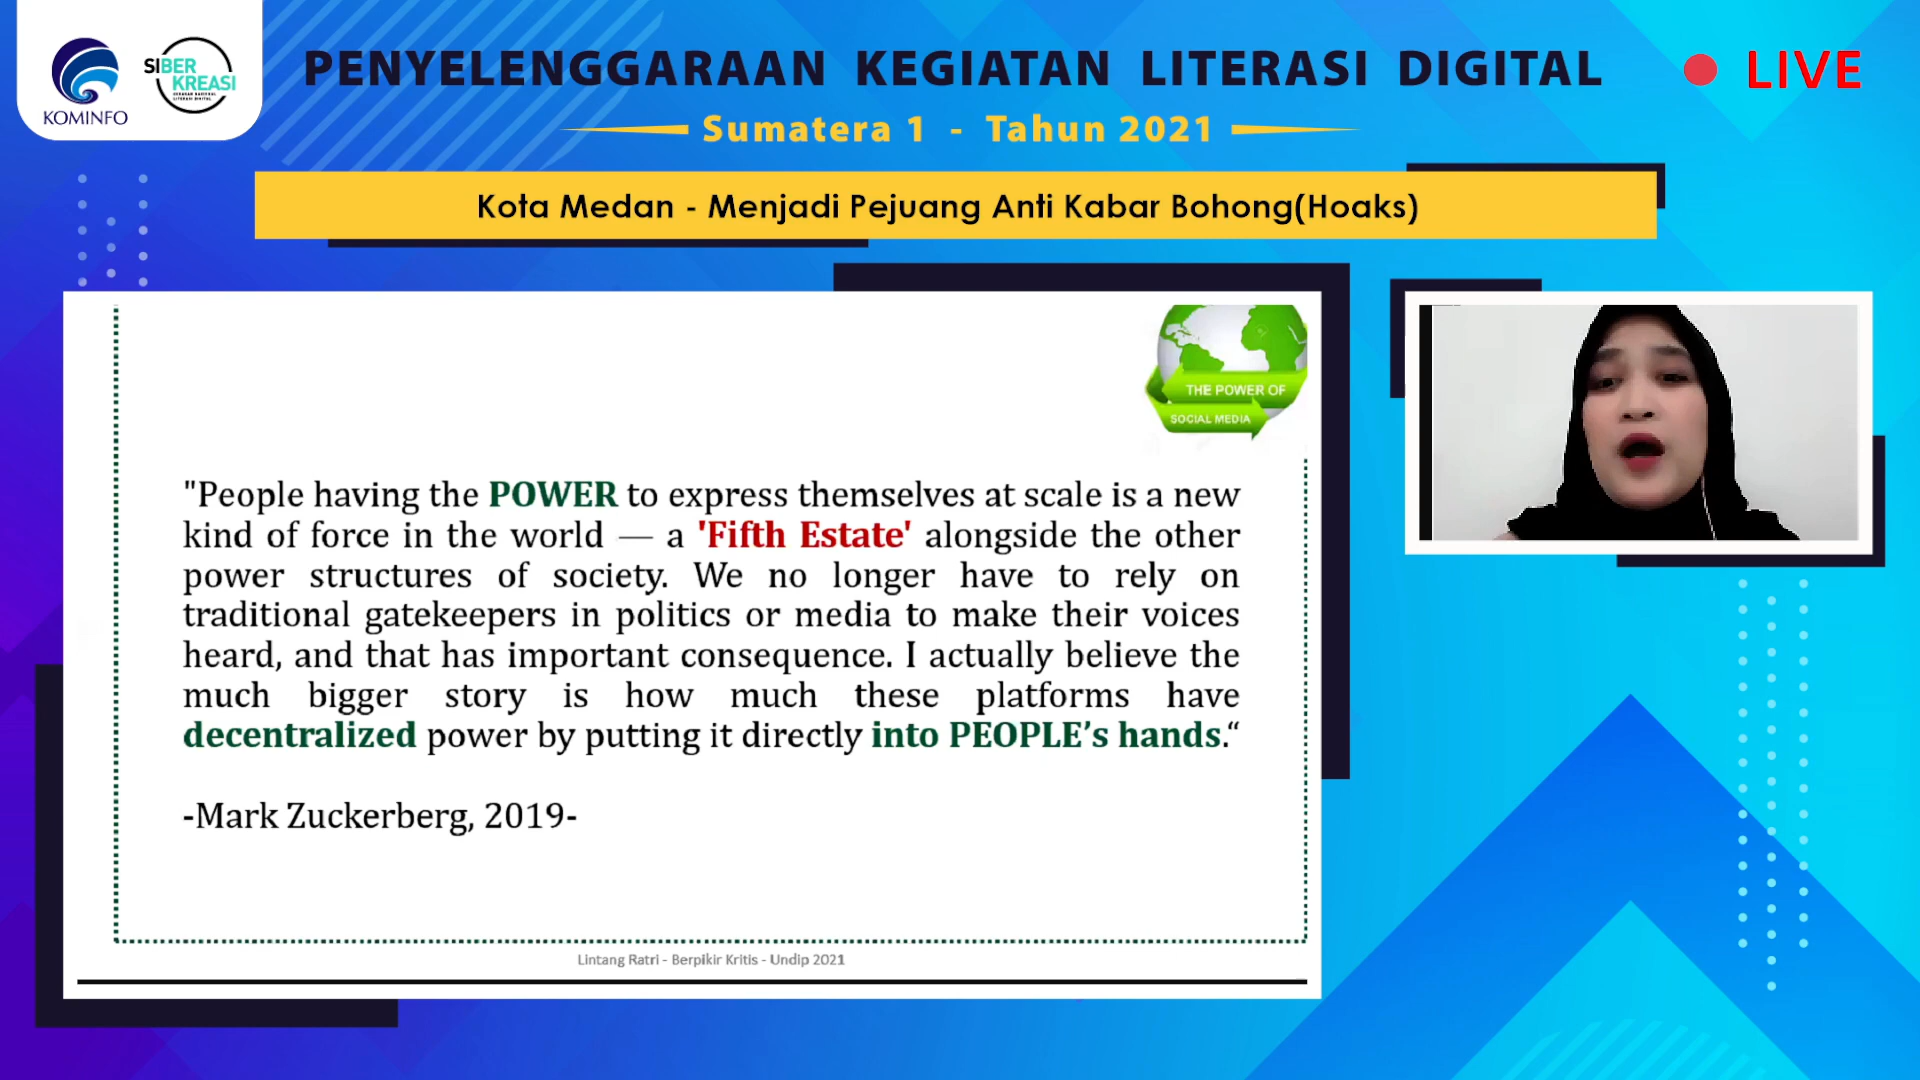 KOMINFO
SIBER
KREASI
GERAKAN NASIONAL
LITERASI DIGITAL
PENYELENGGARAAN KEGIATAN LITERASI DIGITAL
LIVE
Sumatera 1 - Tahun 2021
Kota Medan - Menjadi Pejuang Anti Kabar Bohong(Hoaks)
THE POWER OF
SOCIAL MEDIA
"People having the POWER to express themselves at scale is a new
kind of force in the world — a 'Fifth Estate' alongside the other
power structures of society. We no longer have to rely on
traditional gatekeepers in politics or media to make their voices
heard, and that has important consequence. I actually believe the
much bigger story is how much these platforms have
decentralized power by putting it directly into PEOPLE’s hands.“
-Mark Zuckerberg, 2019-
Lintang Ratri - Berpikir Kritis - Undip 2021